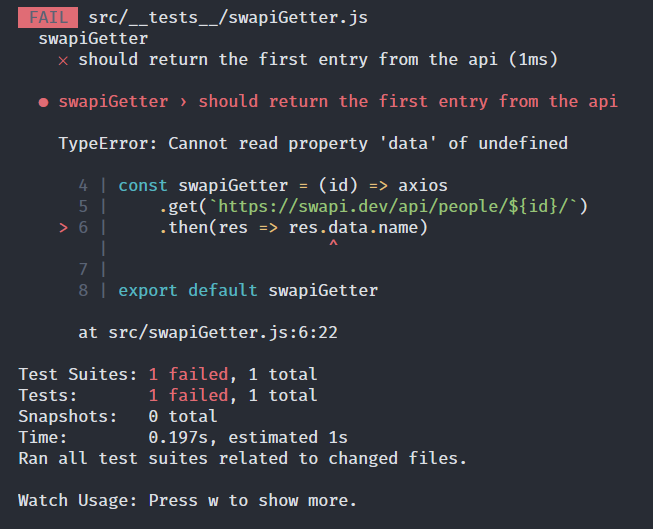 FAIL src/__tests__/swapiGetter.js
swapiGetter
× should return the first entry from the api (1ms)
● swapiGetter › should return the first entry from the api
TypeError: Cannot read property 'data' of undefined
4 | const swapiGetter = (id) => axios
5 |     .get(`https://swapi.dev/api/people/${id}/`)
> 6 |     .then(res => res.data.name)
|                      ^
7 |
8 | export default swapiGetter
at src/swapiGetter.js:6:22
Test Suites: 1 failed, 1 total
Tests:       1 failed, 1 total
Snapshots:   0 total
Time:        0.197s, estimated 1s
Ran all test suites related to changed files.
Watch Usage: Press w to show more.